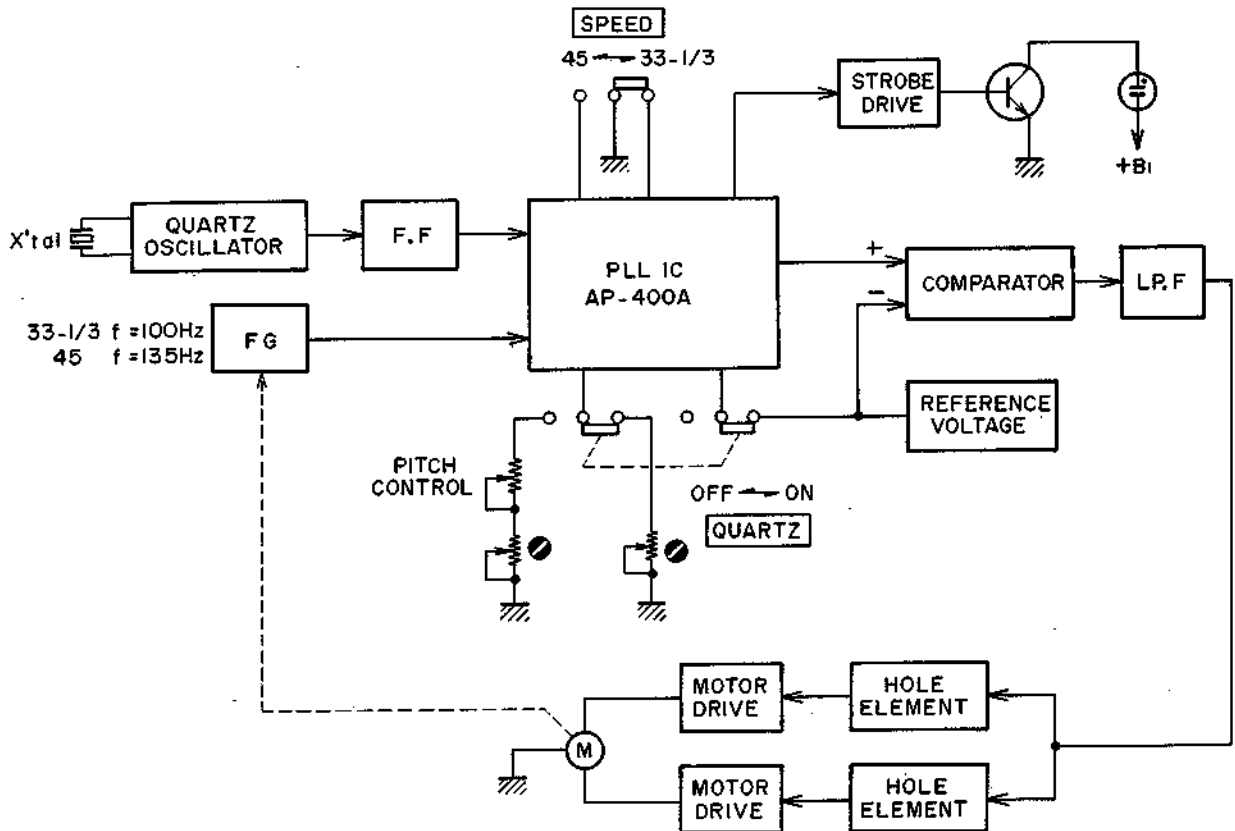 SPEED
45 33-1/3
STROBE
DRIVE
+B1
X'tal
QUARTZ
OSCILLATOR
F.F
PLL IC
AP-400A
+
-
COMPARATOR
L.P.F
33-1/3 f=100Hz
45 f=135Hz
FG
REFERENCE
VOLTAGE
PITCH
CONTROL
OFF ON
QUARTZ
MOTOR
DRIVE
HOLE
ELEMENT
M
MOTOR
DRIVE
HOLE
ELEMENT